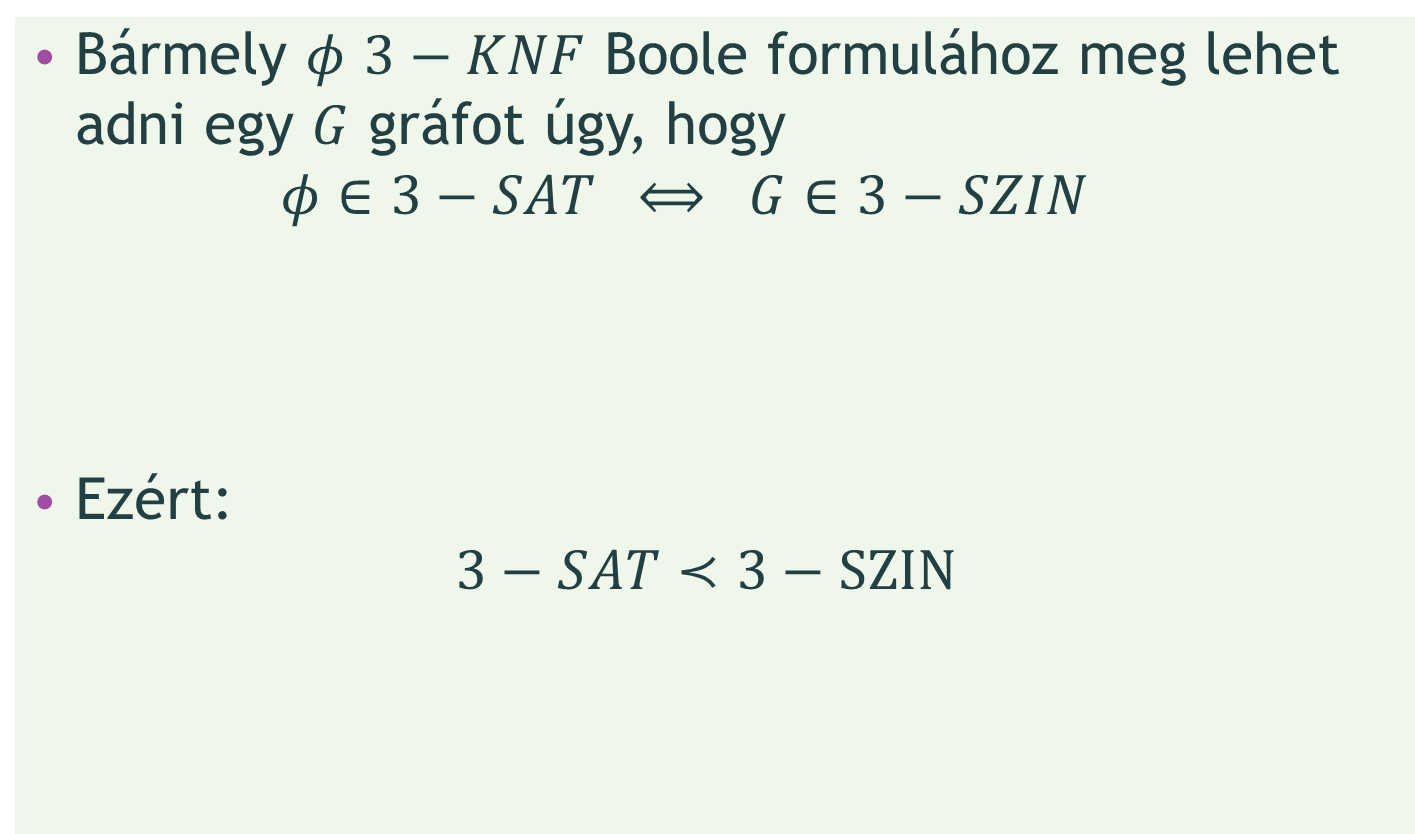 • Bármely ϕ 3 − KNF Boole formulához meg lehet
adni egy G gráfot úgy, hogy
ϕ ∈ 3 − SAT ⟺ G ∈ 3 − SZIN
• Ezért:
3 − SAT ≺ 3 − SZIN